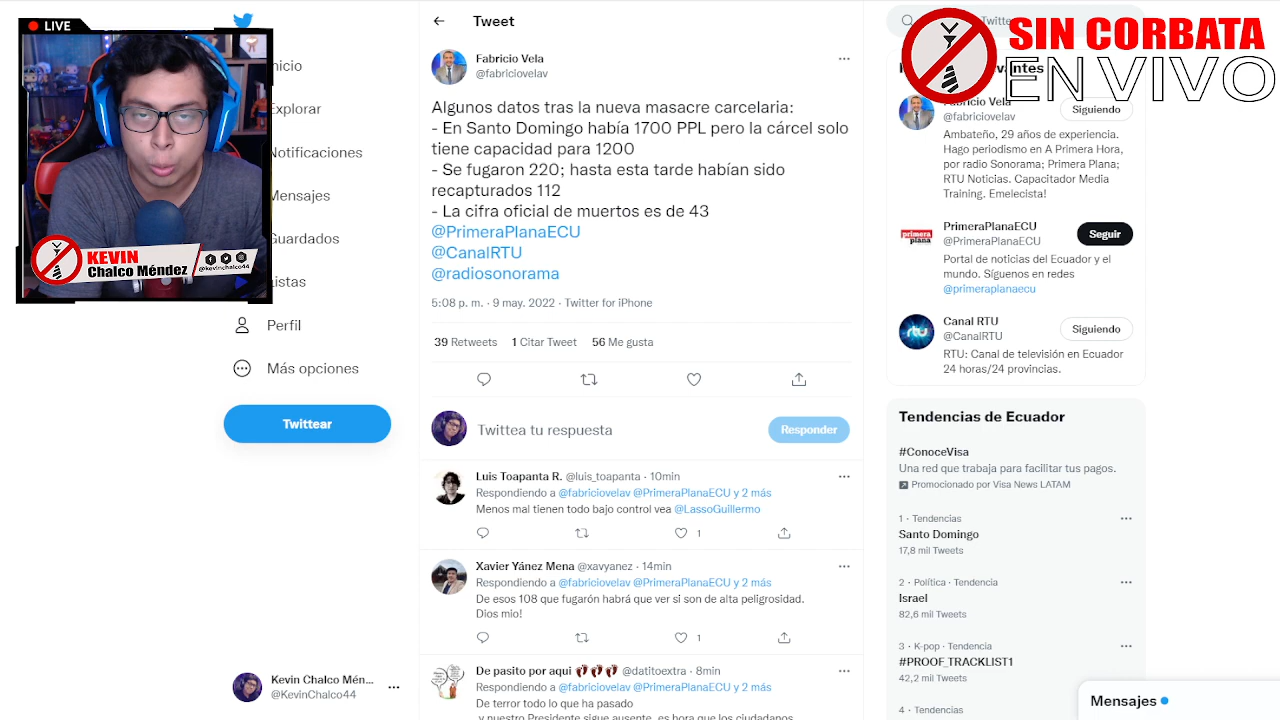 LIVE
KEVIN
Chalco Méndez
@kevinchalco44
SIN CORBATA
EN VIVO
Inicio
Explorar
Notificaciones
Mensajes
Guardados
Listas
Perfil
Más opciones
Twittear
Kevin Chalco Mén...
@KevinChalco44
Tweet
Fabricio Vela
@fabriciovelav
Algunos datos tras la nueva masacre carcelaria:
- En Santo Domingo había 1700 PPL pero la cárcel solo
tiene capacidad para 1200
- Se fugaron 220; hasta esta tarde habían sido
recapturados 112
- La cifra oficial de muertos es de 43
@PrimeraPlanaECU
@CanalRTU
@radiosonorama
5:08 p. m. · 9 may. 2022 · Twitter for iPhone
39 Retweets 1 Citar Tweet 56 Me gusta
Twittea tu respuesta
Responder
Luis Toapanta R. @luis_toapanta · 10min
Respondiendo a @fabriciovelav @PrimeraPlanaECU y 2 más
Menos mal tienen todo bajo control vea @LassoGuillermo
1
Xavier Yánez Mena @xavyanez · 14min
Respondiendo a @fabriciovelav @PrimeraPlanaECU y 2 más
De esos 108 que fugarón habrá que ver si son de alta peligrosidad.
Dios mio!
1
De pasito por aqui @datitoextra · 8min
Respondiendo a @fabriciovelav @PrimeraPlanaECU y 2 más
De terror todo lo que ha pasado
y nuestro Presidente sigue ausente, es hora que los ciudadanos
Fabricio Vela
@fabriciovelav
Siguiendo
Ambateño, 29 años de experiencia.
Hago periodismo en A Primera Hora,
por radio Sonorama; Primera Plana;
RTU Noticias. Capacitador Media
Training. Emelecista!
primera
plana
PrimeraPlanaECU
@PrimeraPlanaECU
Seguir
Portal de noticias del Ecuador y el
mundo. Síguenos en redes
@primeraplanaecu
rtu
Canal RTU
@CanalRTU
Siguiendo
RTU: Canal de televisión en Ecuador
24 horas/24 provincias.
Tendencias de Ecuador
#ConoceVisa
Una red que trabaja para facilitar tus pagos.
Promocionado por Visa News LATAM
1 · Tendencias
Santo Domingo
17,8 mil Tweets
2 · Política · Tendencia
Israel
82,6 mil Tweets
3 · K-pop · Tendencia
#PROOF_TRACKLIST1
42,2 mil Tweets
4 · Tendencias
Mensajes